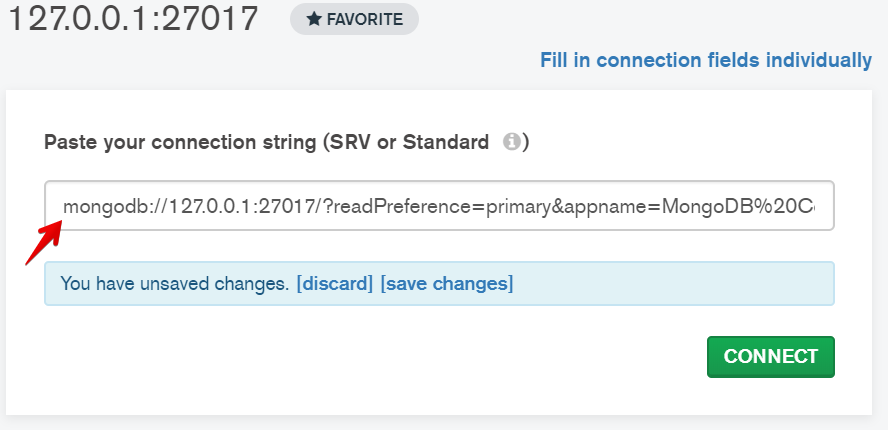 127.0.0.1:27017 ★ FAVORITE
Fill in connection fields individually
Paste your connection string (SRV or Standard ℹ)
mongodb://127.0.0.1:27017/?readPreference=primary&appname=MongoDB%20C
You have unsaved changes. [discard] [save changes]
CONNECT